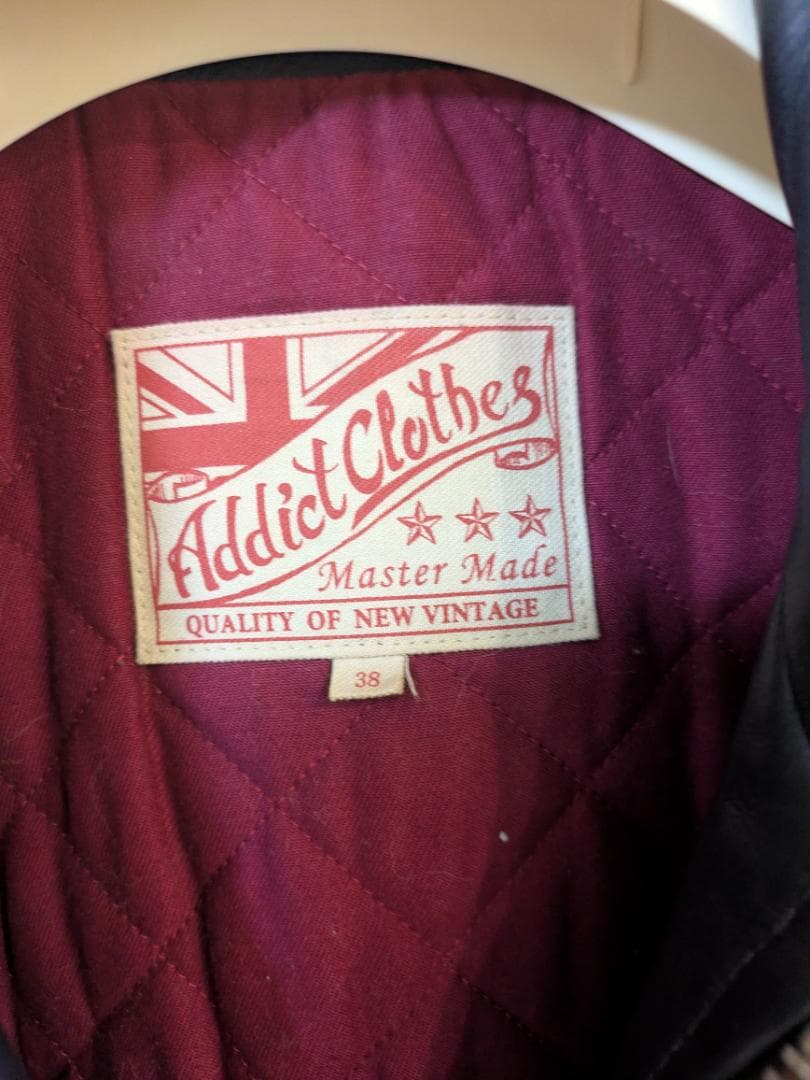 Addict Clothes
Master Made
QUALITY OF NEW VINTAGE
38